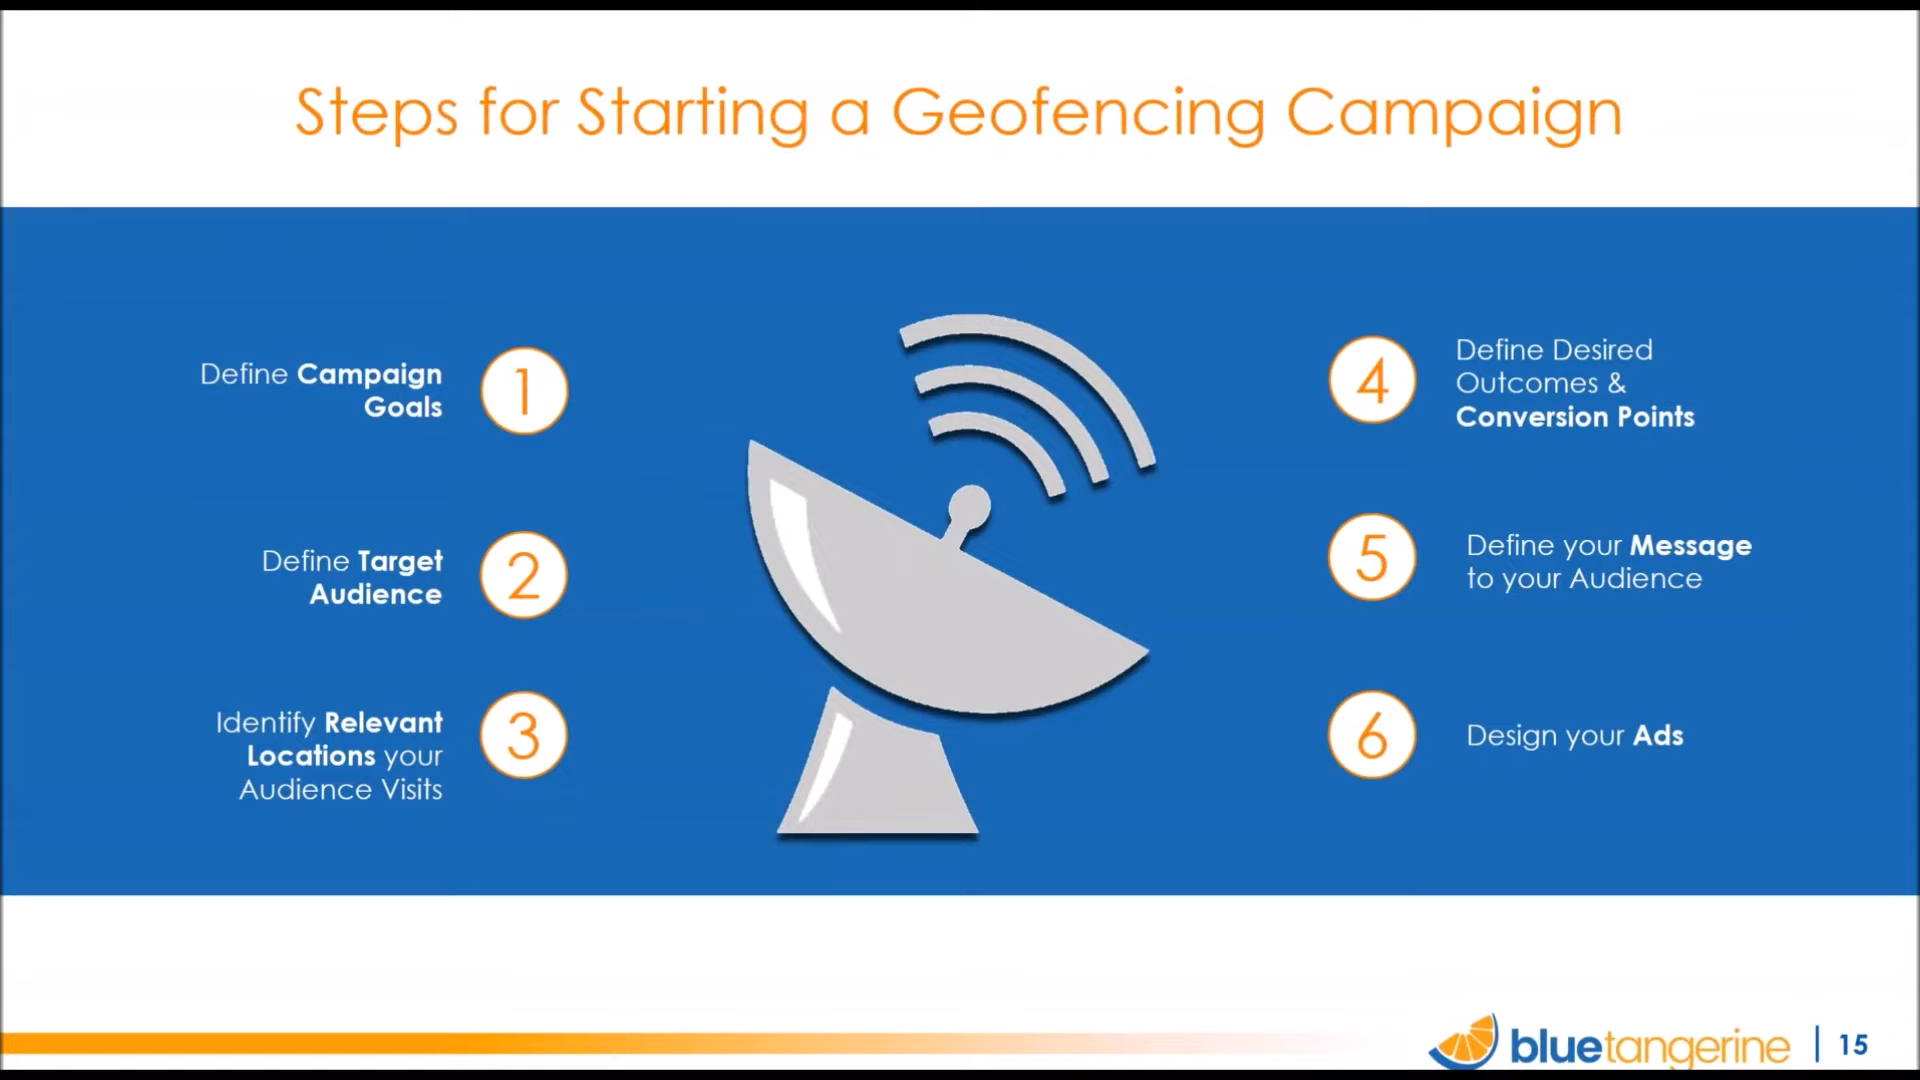 Steps for Starting a Geofencing Campaign
Define Campaign
Goals
1
Define Target
Audience
2
Identify Relevant
Locations your
Audience Visits
3
4
Define Desired
Outcomes &
Conversion Points
5
Define your Message
to your Audience
6
Design your Ads
bluetangerine | 15